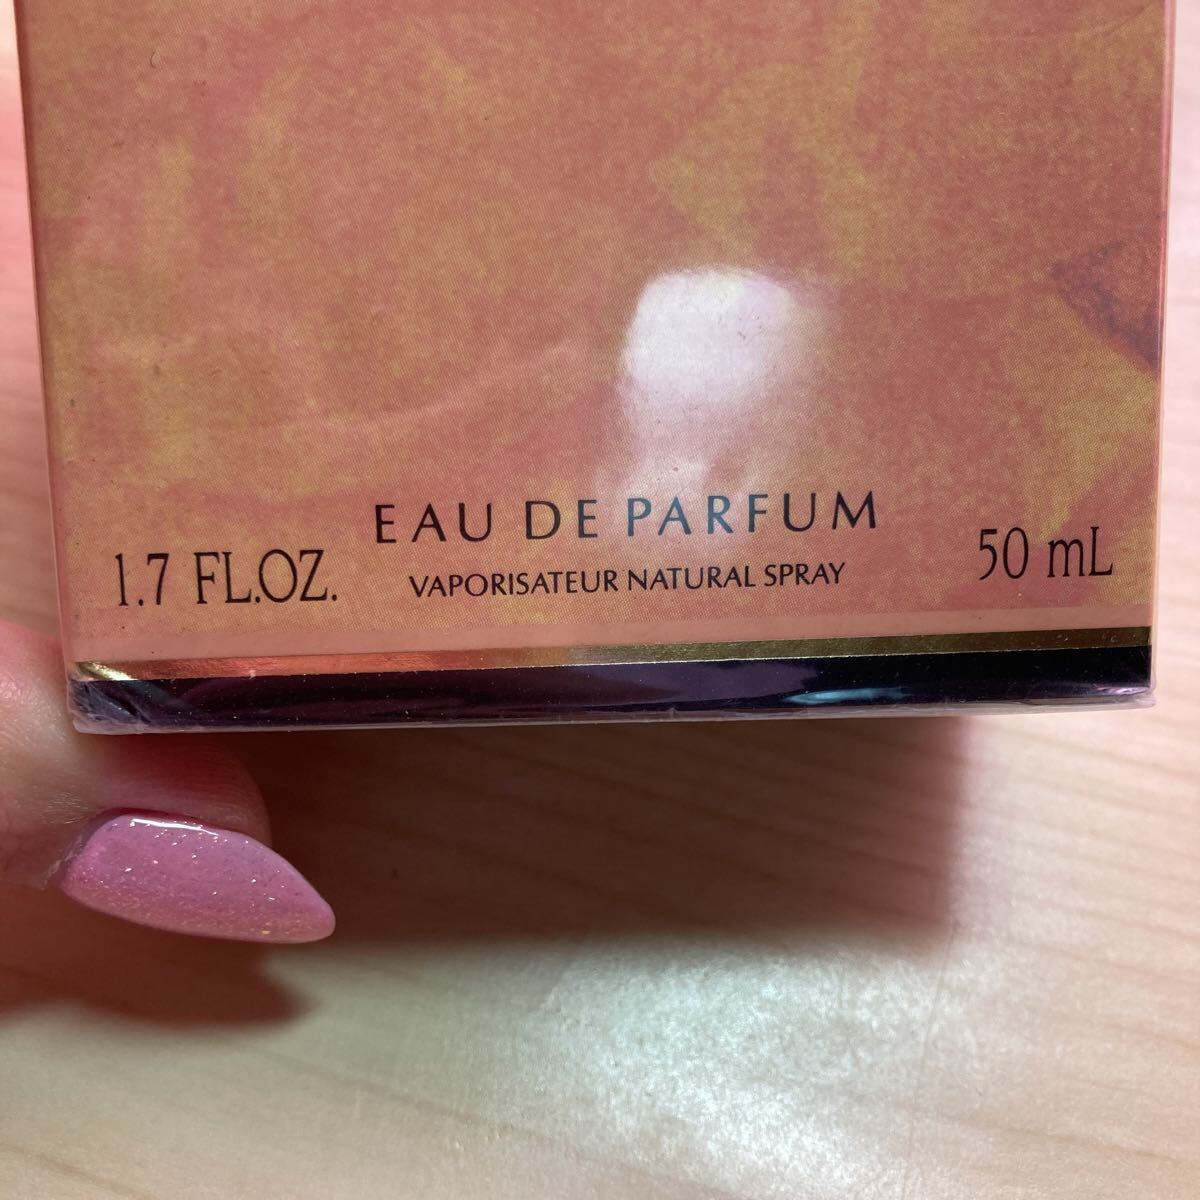 EAU DE PARFUM
1.7 FL.OZ.
VAPORISATEUR NATURAL SPRAY
50 mL